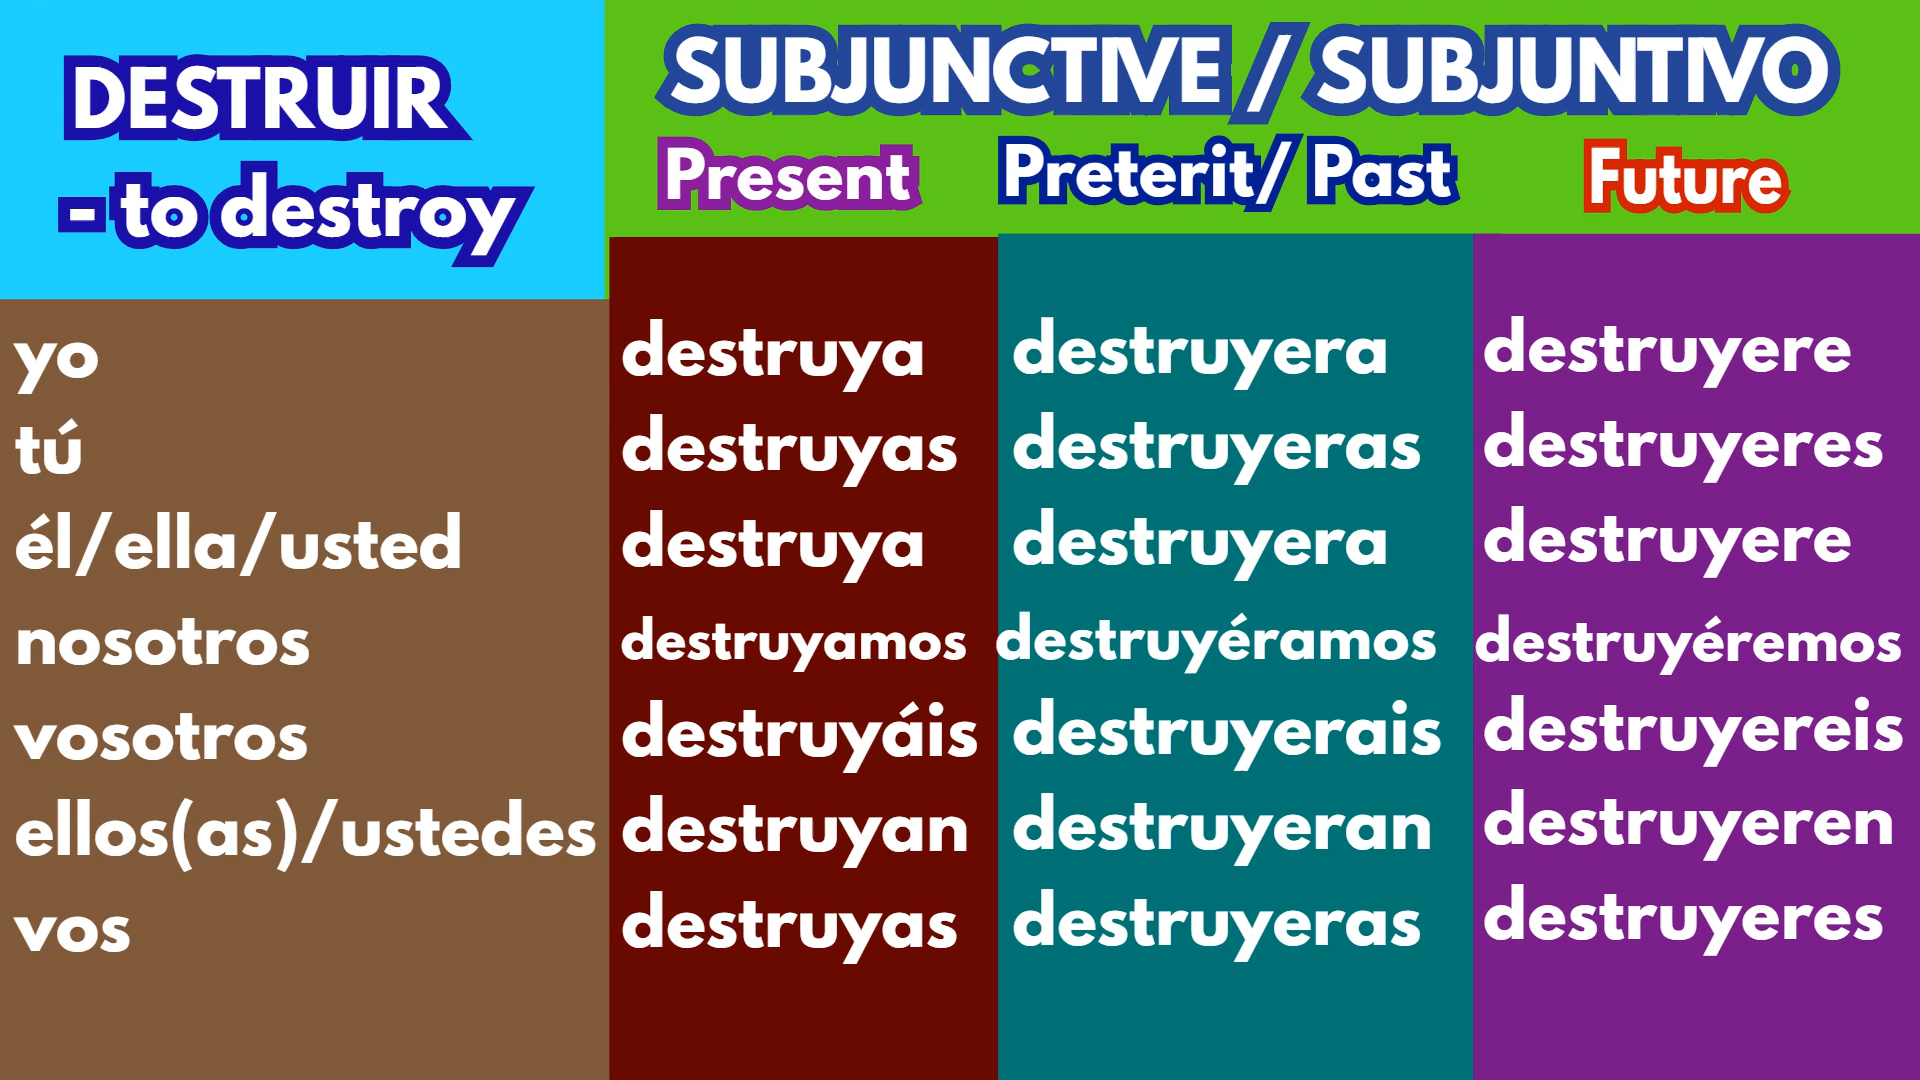 DESTRUIR
- to destroy
SUBJUNCTIVE / SUBJUNTIVO
Present Preterit/ Past Future
yo destruya destruyera destruyere
tú destruyas destruyeras destruyeres
él/ella/usted destruya destruyera destruyere
nosotros destruyamos destruyéramos destruyéremos
vosotros destruyáis destruyerais destruyereis
ellos(as)/ustedes destruyan destruyeran destruyeren
vos destruyas destruyeras destruyeres